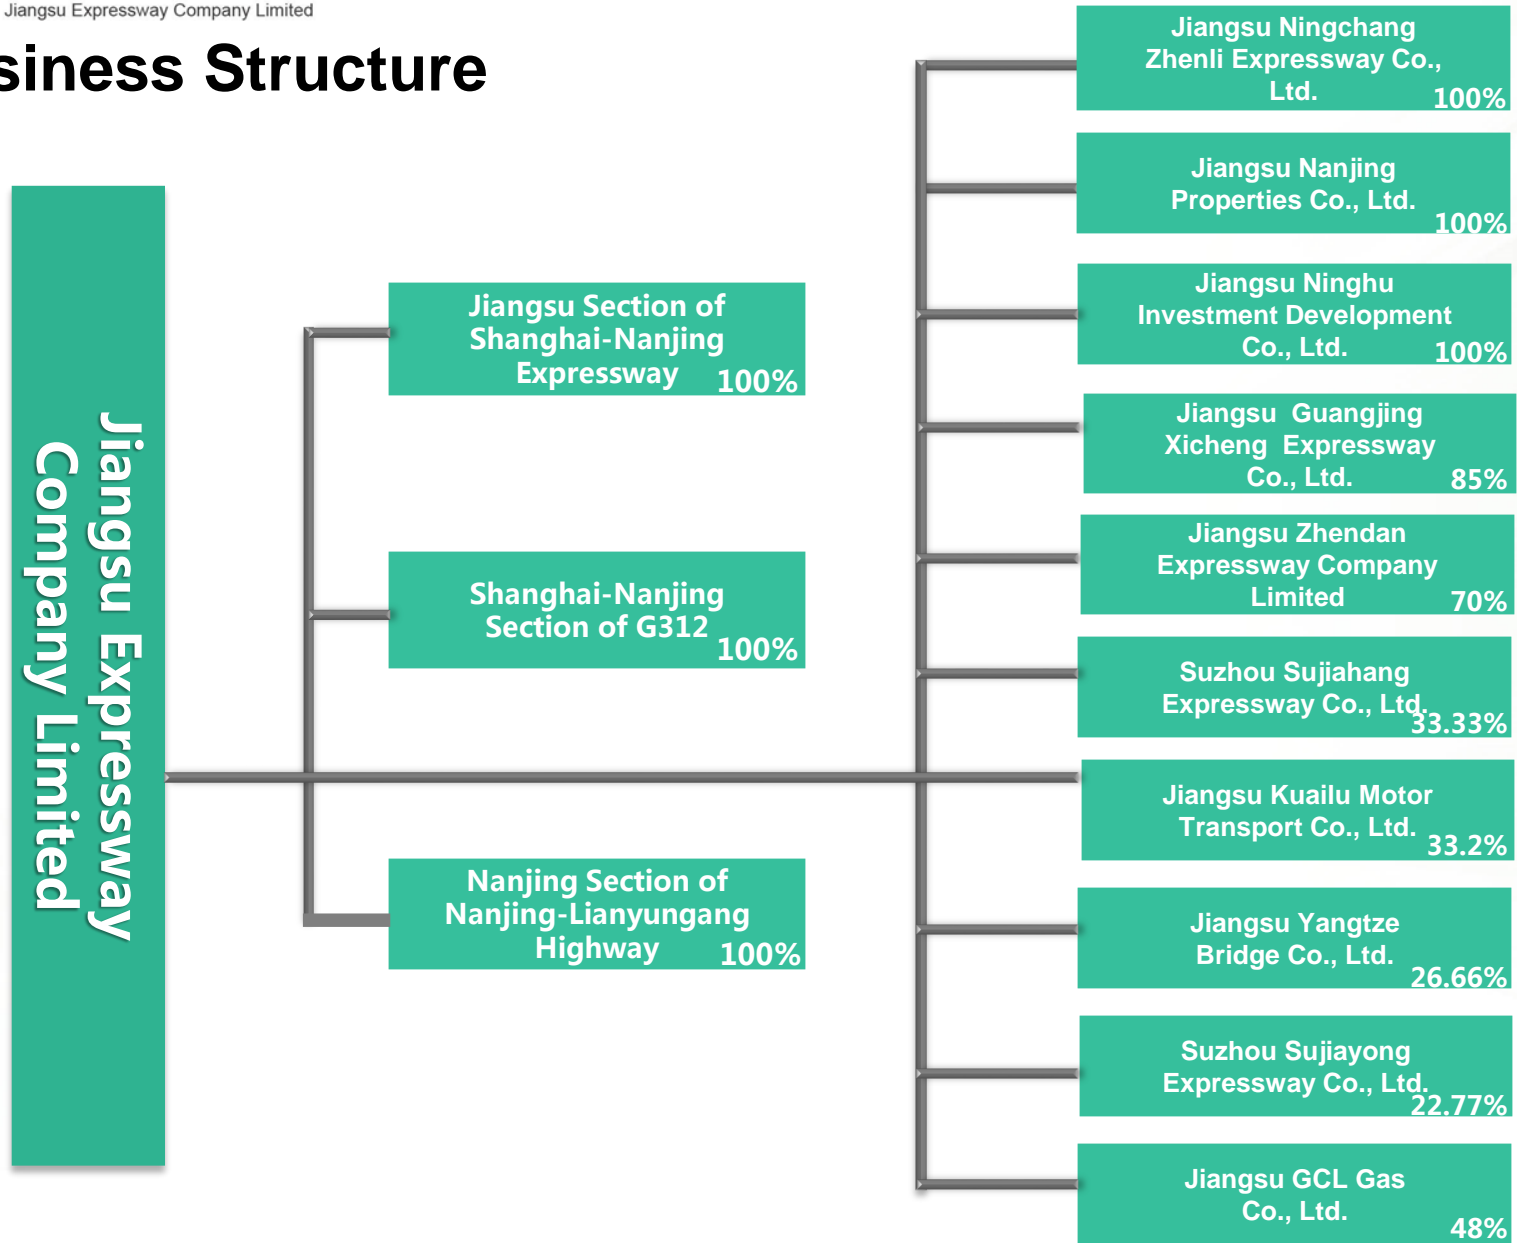 Jiangsu Expressway Company Limited
siness Structure
Jiangsu Expressway
Company Limited
Jiangsu Section of
Shanghai-Nanjing
Expressway 100%
Shanghai-Nanjing
Section of G312
100%
Nanjing Section of
Nanjing-Lianyungang
Highway 100%
Jiangsu Ningchang
Zhenli Expressway Co.,
Ltd. 100%
Jiangsu Nanjing
Properties Co., Ltd.
100%
Jiangsu Ninghu
Investment Development
Co., Ltd. 100%
Jiangsu Guangjing
Xicheng Expressway
Co., Ltd. 85%
Jiangsu Zhendan
Expressway Company
Limited 70%
Suzhou Sujiahang
Expressway Co., Ltd.
33.33%
Jiangsu Kuailu Motor
Transport Co., Ltd.
33.2%
Jiangsu Yangtze
Bridge Co., Ltd.
26.66%
Suzhou Sujiayong
Expressway Co., Ltd.
22.77%
Jiangsu GCL Gas
Co., Ltd.
48%